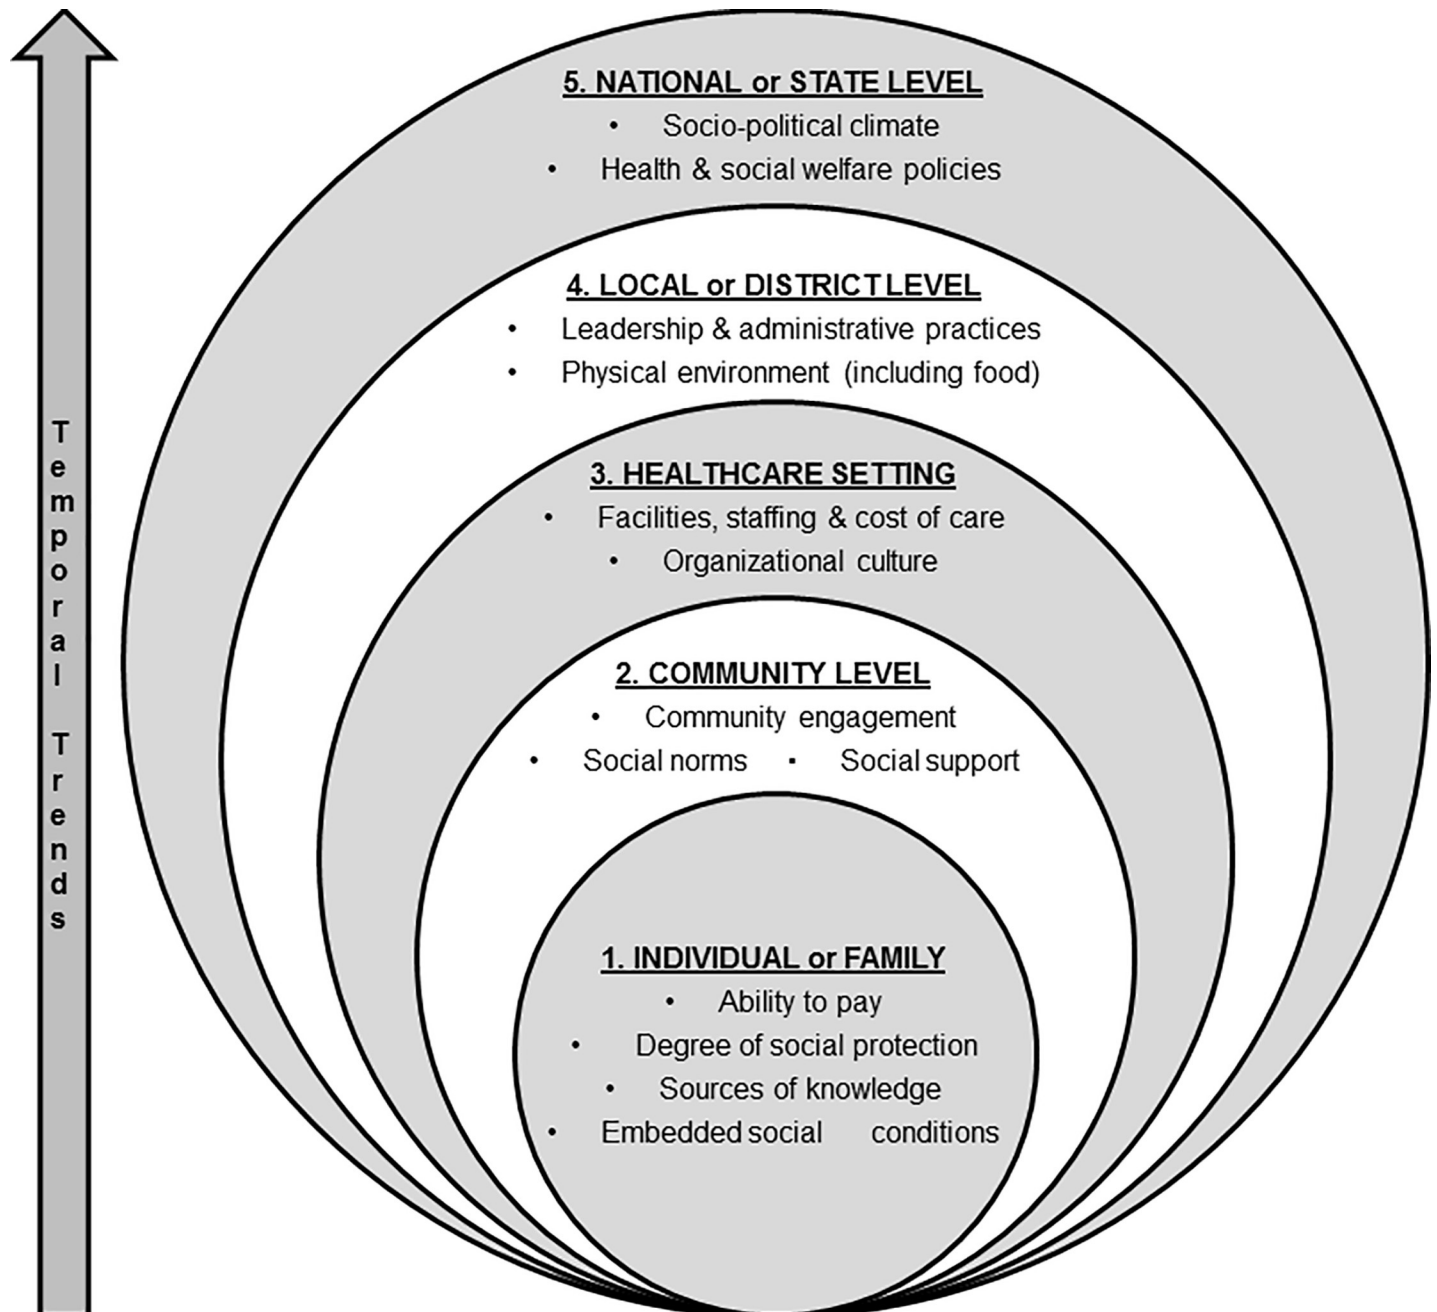 5. NATIONAL or STATE LEVEL
• Socio-political climate
• Health & social welfare policies
4. LOCAL or DISTRICT LEVEL
• Leadership & administrative practices
• Physical environment (including food)
3. HEALTHCARE SETTING
• Facilities, staffing & cost of care
• Organizational culture
2. COMMUNITY LEVEL
• Community engagement
• Social norms ▪ Social support
1. INDIVIDUAL or FAMILY
• Ability to pay
• Degree of social protection
• Sources of knowledge
• Embedded social conditions
Temporal Trends